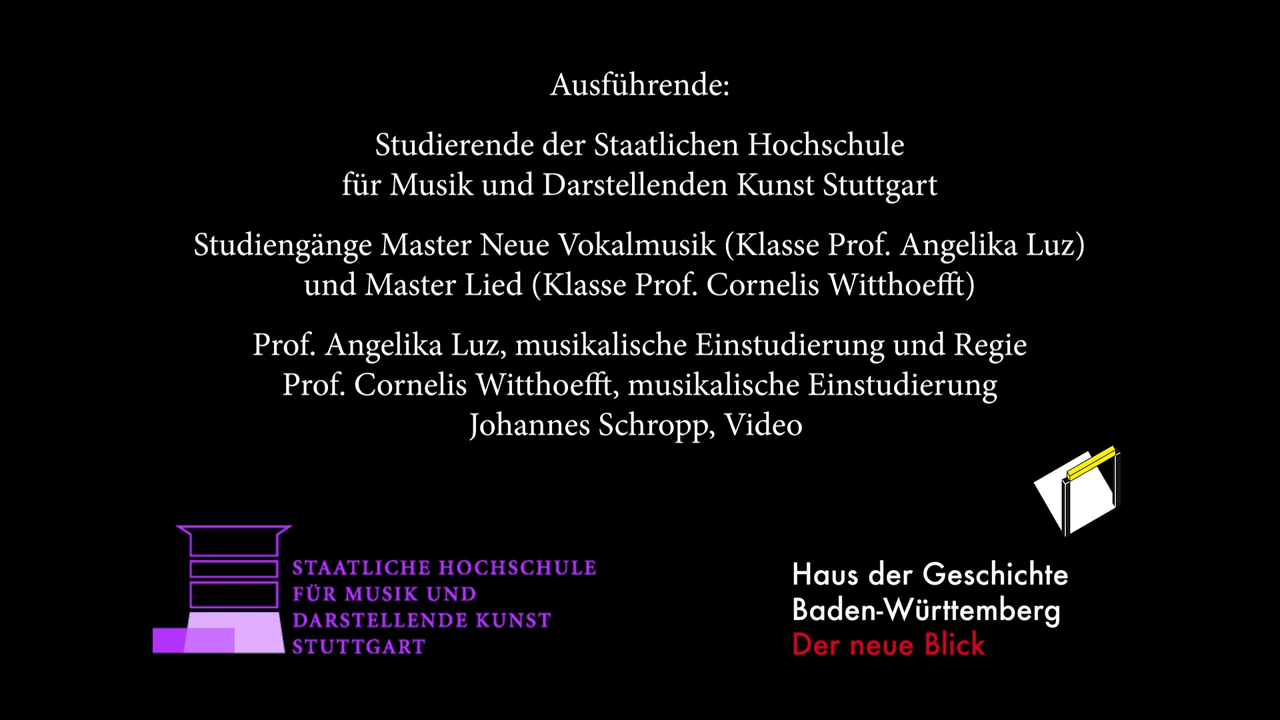 Ausführende:
Studierende der Staatlichen Hochschule
für Musik und Darstellenden Kunst Stuttgart
Studiengänge Master Neue Vokalmusik (Klasse Prof. Angelika Luz)
und Master Lied (Klasse Prof. Cornelis Witthoefft)
Prof. Angelika Luz, musikalische Einstudierung und Regie
Prof. Cornelis Witthoefft, musikalische Einstudierung
Johannes Schropp, Video
STAATLICHE HOCHSCHULE
FÜR MUSIK UND
DARSTELLENDE KUNST
STUTTGART
Haus der Geschichte
Baden-Württemberg
Der neue Blick